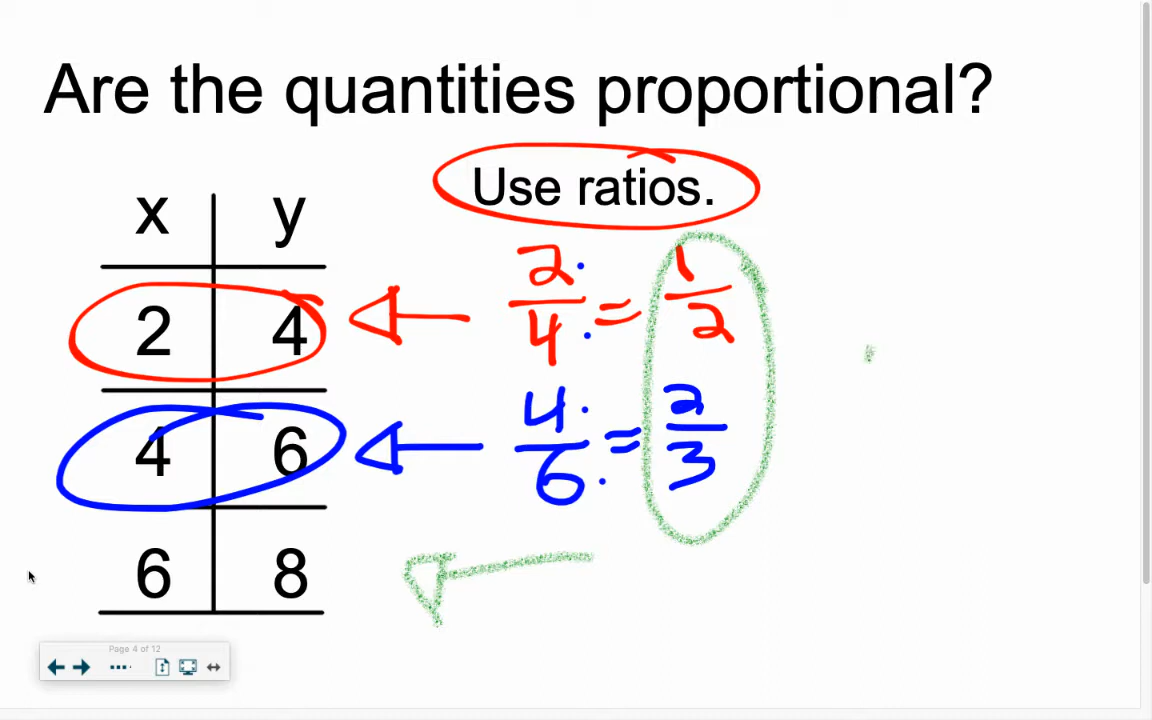 Are the quantities proportional?
Use ratios.
x y
2 4
2/4 = 1/2
4 6
4/6 = 2/3
6 8
Page 4 of 12